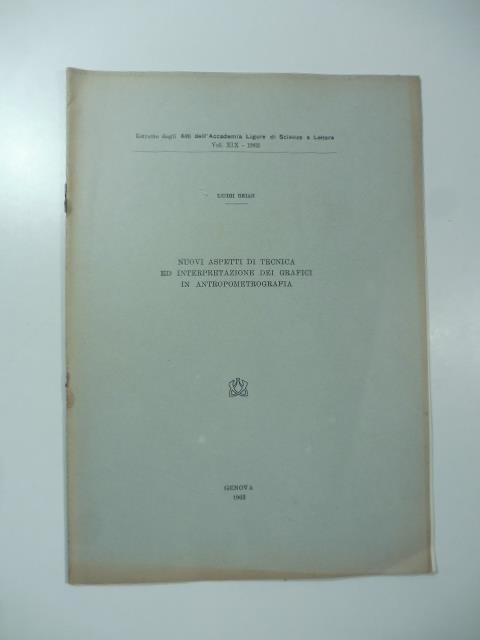 Estratto dagli Atti dell'Accademia Ligure di Scienze e Lettere
Vol. XIX - 1962
LUIGI BRIAN
NUOVI ASPETTI DI TECNICA
ED INTERPRETAZIONE DEI GRAFICI
IN ANTROPOMETROGRAFIA
GENOVA
1963